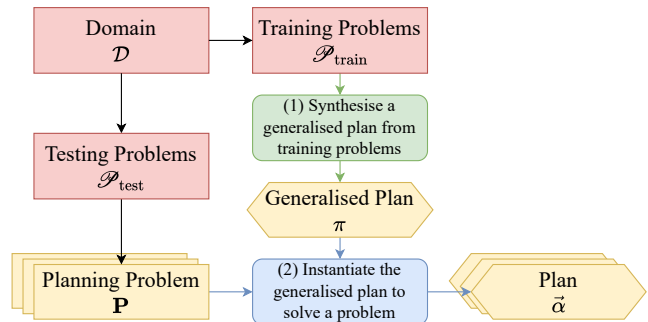 Domain
𝒟
Training Problems
𝒫train
(1) Synthesise a
generalised plan from
training problems
Testing Problems
𝒫test
Generalised Plan
π
Planning Problem
P
(2) Instantiate the
generalised plan to
solve a problem
Plan
α⃗